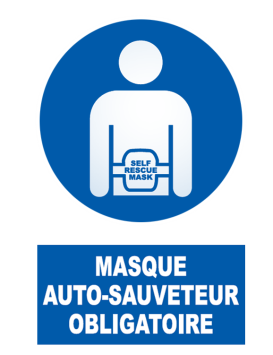 SELF
RESCUE
MASK
MASQUE
AUTO-SAUVETEUR
OBLIGATOIRE